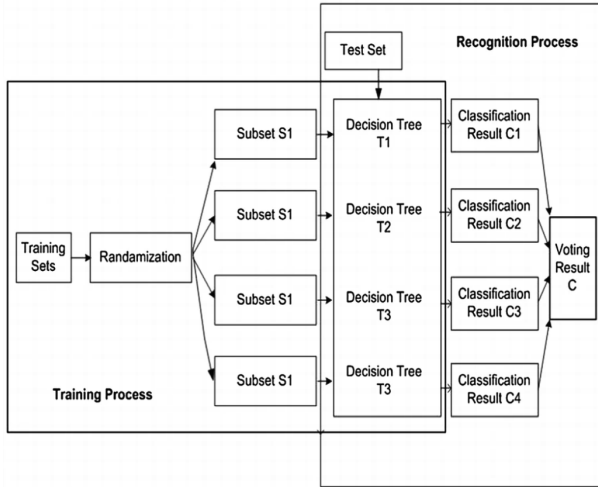 Recognition Process
Test Set
Subset S1
Decision Tree
T1
Classification
Result C1
Subset S1
Decision Tree
T2
Classification
Result C2
Training
Sets
Randomization
Voting
Result
C
Subset S1
Decision Tree
T3
Classification
Result C3
Subset S1
Decision Tree
T3
Classification
Result C4
Training Process